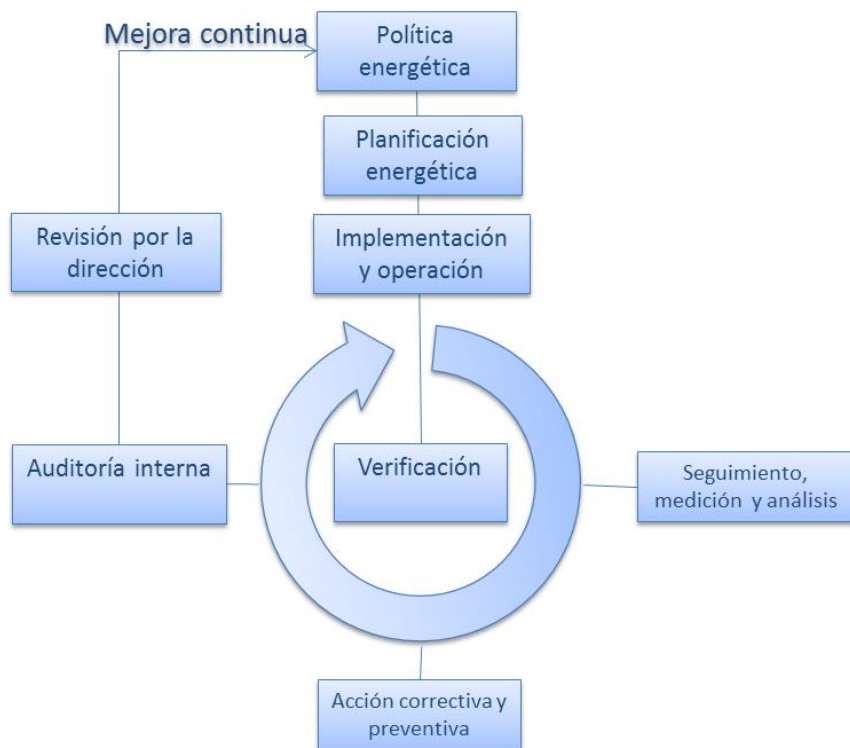 Mejora continua
Política
energética
Planificación
energética
Implementación
y operación
Revisión por la
dirección
Auditoría interna
Verificación
Seguimiento,
medición y análisis
Acción correctiva y
preventiva